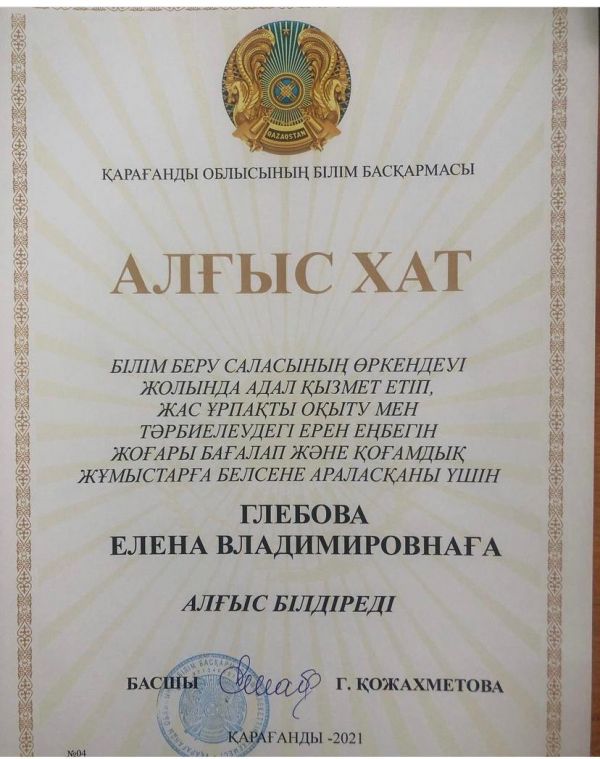 QAZAQSTAN
ҚАРАҒАНДЫ ОБЛЫСЫНЫҢ БІЛІМ БАСҚАРМАСЫ
АЛҒЫС ХАТ
БІЛІМ БЕРУ САЛАСЫНЫҢ ӨРКЕНДЕУІ
ЖОЛЫНДА АДАЛ ҚЫЗМЕТ ЕТІП,
ЖАС ҰРПАҚТЫ ОҚЫТУ МЕН
ТӘРБИЕЛЕУДЕГІ ЕРЕН ЕҢБЕГІН
ЖОҒАРЫ БАҒАЛАП ЖӘНЕ ҚОҒАМДЫҚ
ЖҰМЫСТАРҒА БЕЛСЕНЕ АРАЛАСҚАНЫ ҮШІН
ГЛЕБОВА
ЕЛЕНА ВЛАДИМИРОВНАҒА
АЛҒЫС БІЛДІРЕДІ
БАСШЫ Г. ҚОЖАХМЕТОВА
ҚАРАҒАНДЫ -2021
№04